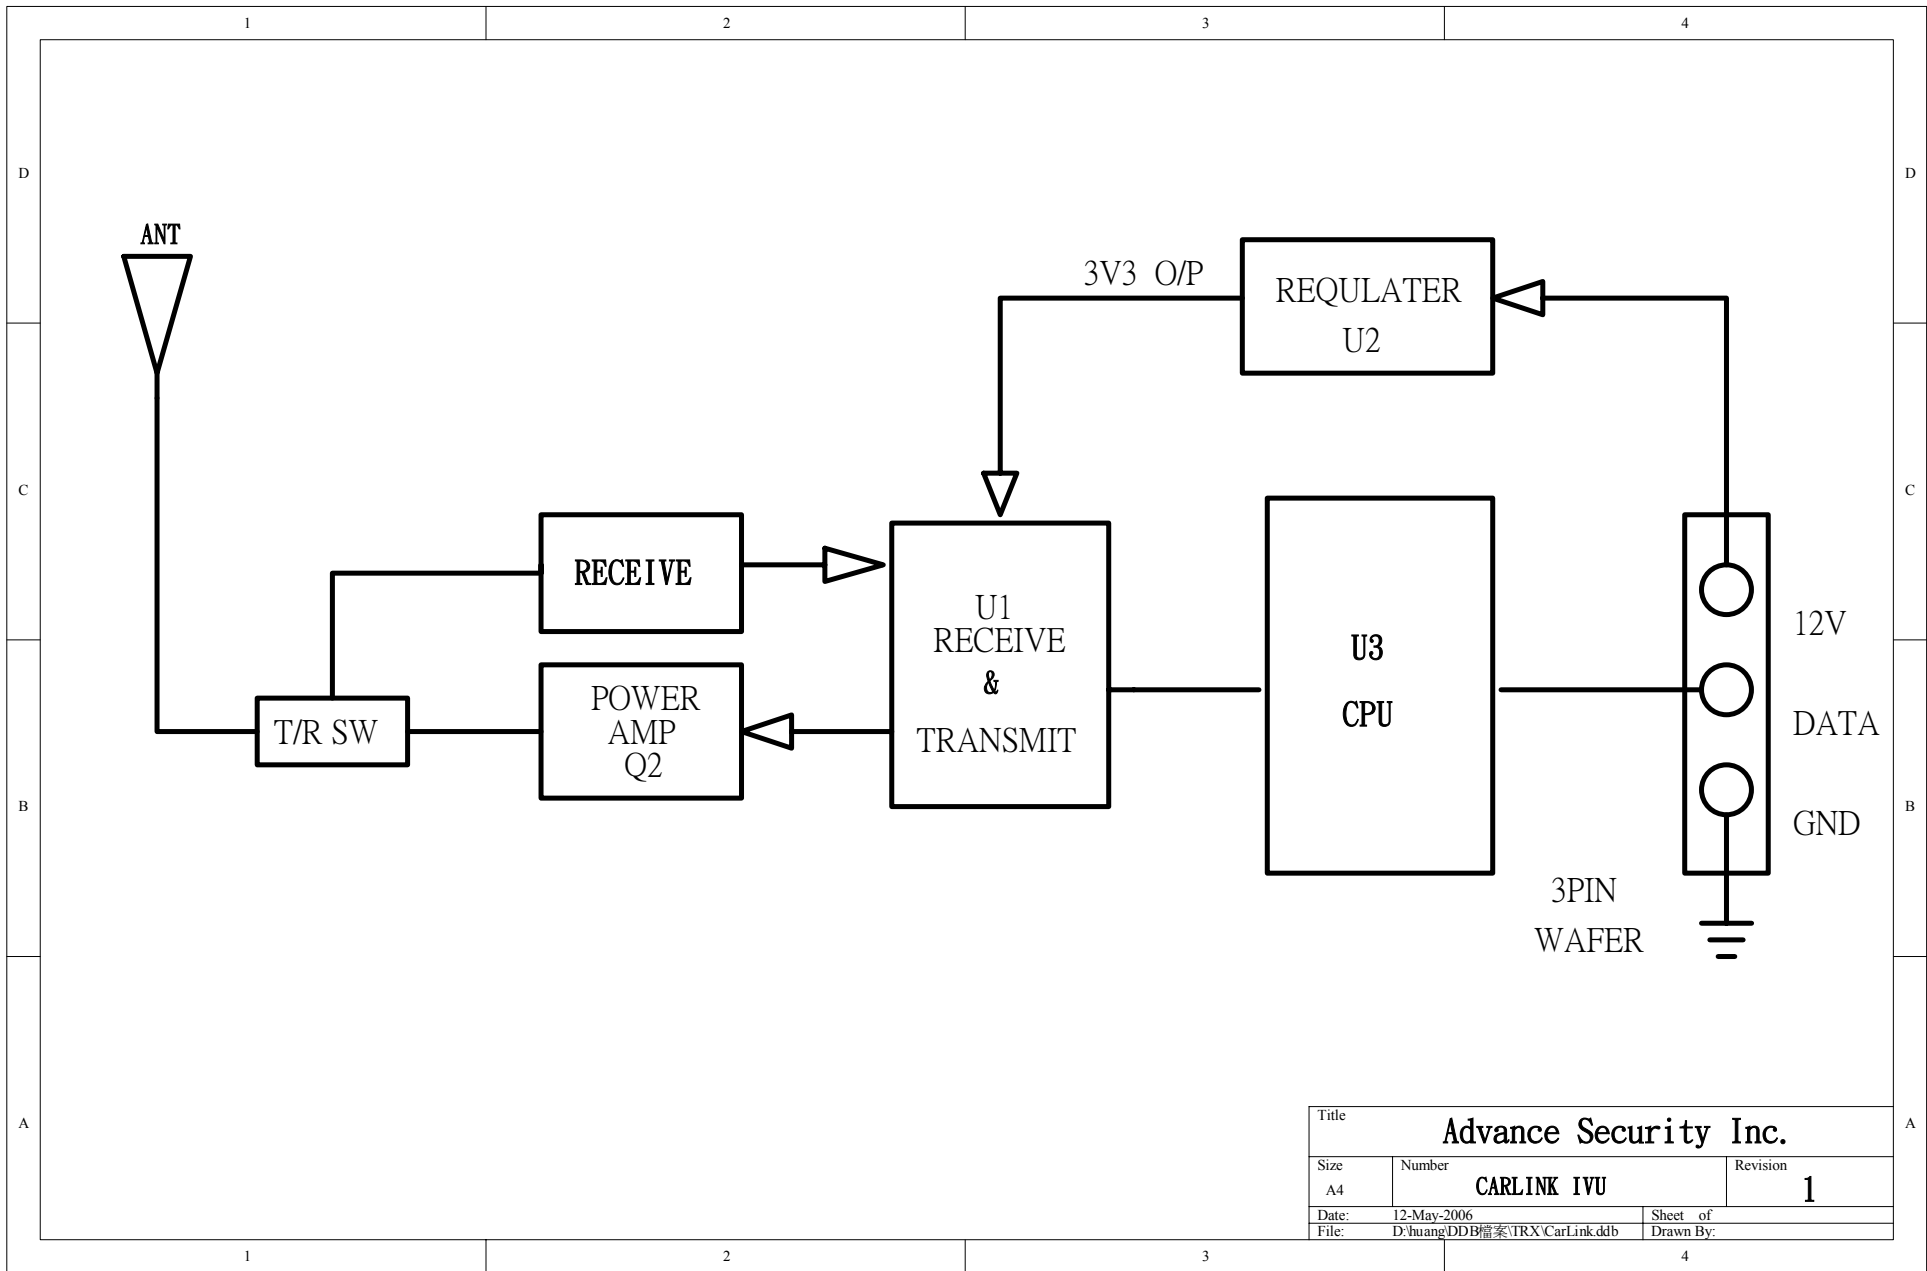 1 2 3 4
D D
ANT
3V3 O/P
REQULATER
U2
C C
RECEIVE
U1
RECEIVE
&
TRANSMIT
U3
CPU
12V
DATA
GND
T/R SW
POWER
AMP
Q2
B B
3PIN
WAFER
A A
Title
Advance Security Inc.
Size Number Revision
A4 CARLINK IVU 1
Date: 12-May-2006 Sheet of
File: D:\huang\DDB檔案\TRX\CarLink.ddb Drawn By:
1 2 3 4